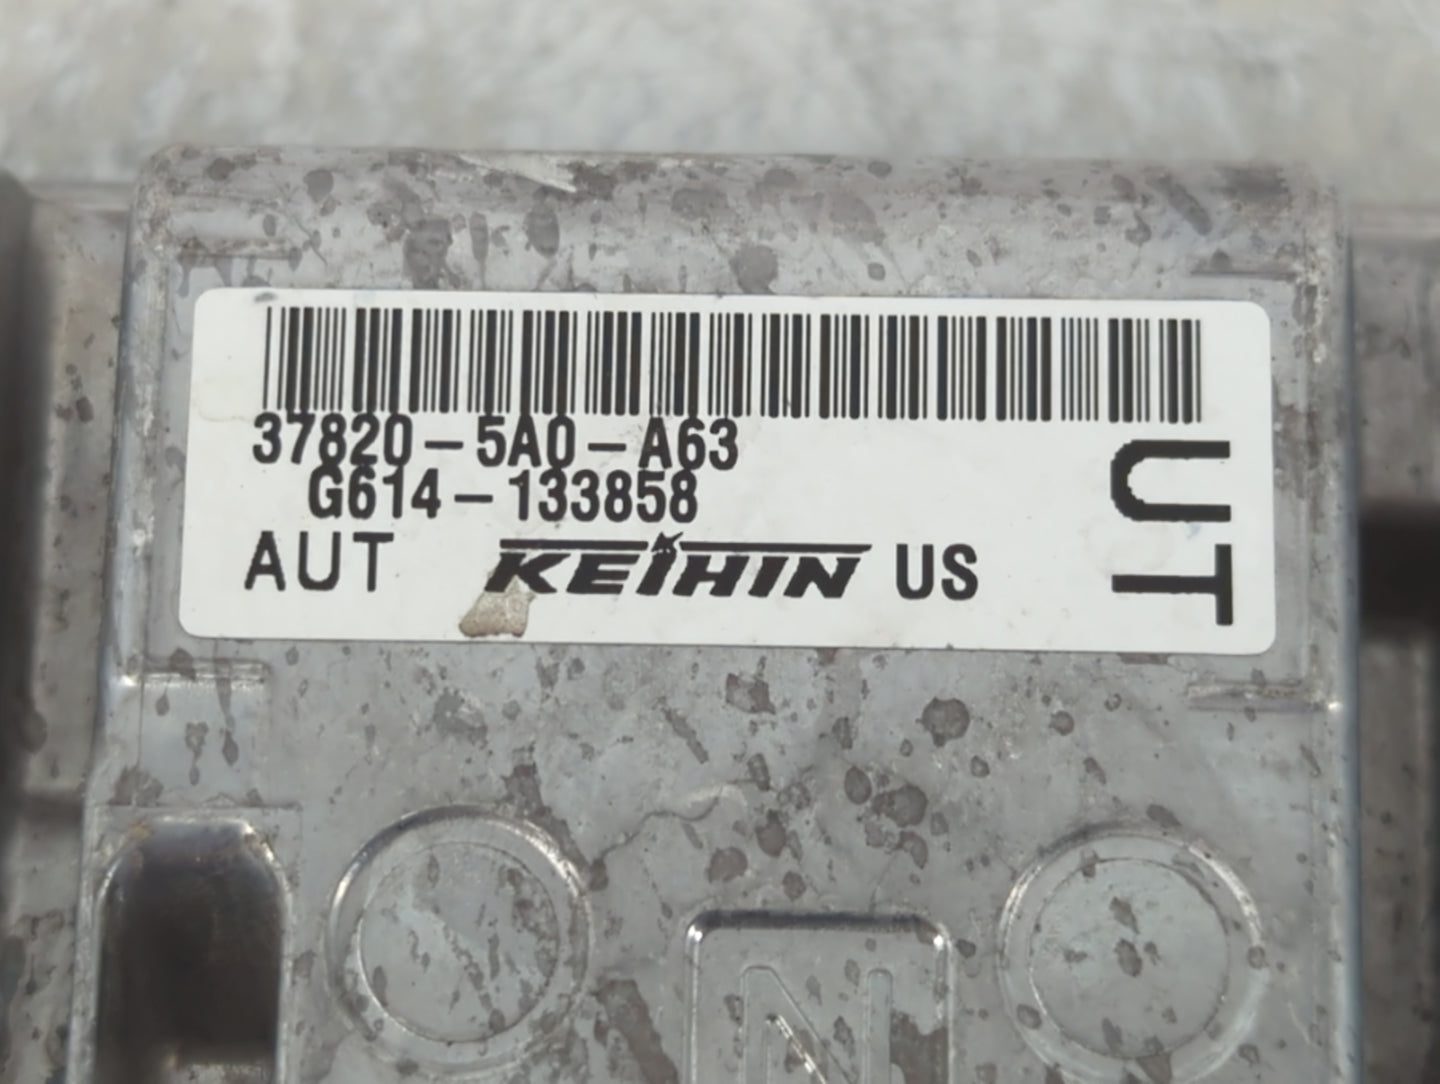 37820-5A0-A63
G614-133858
AUT KEIHIN US
UT
N